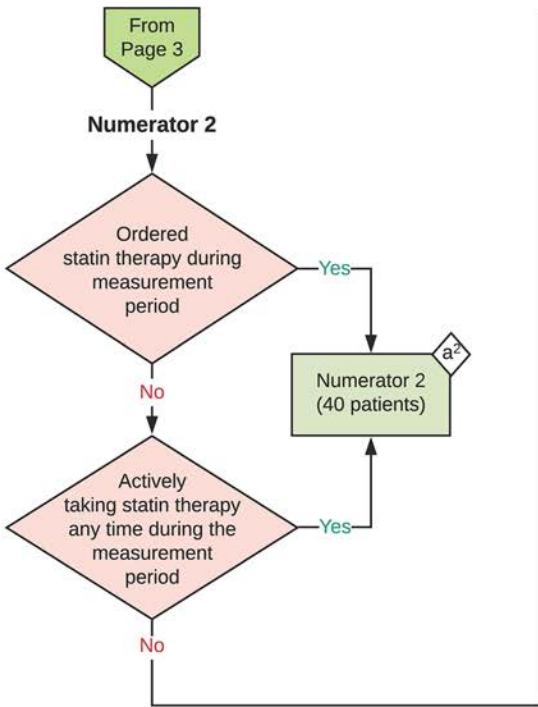 From
Page 3
Numerator 2
Ordered
statin therapy during
measurement
period
Yes
a²
Numerator 2
(40 patients)
No
Actively
taking statin therapy
any time during the
measurement
period
Yes
No